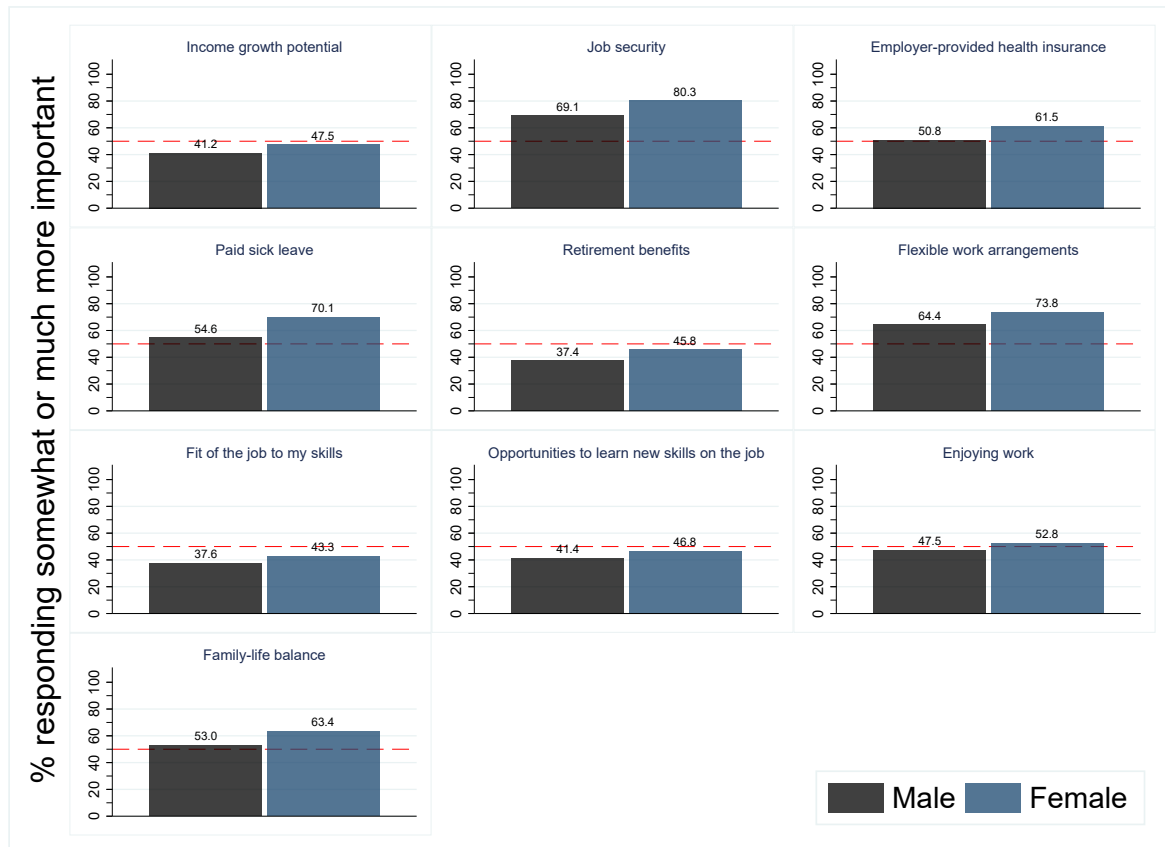 % responding somewhat or much more important
Income growth potential
0 20 40 60 80 100
41.2
47.5
Job security
0 20 40 60 80 100
69.1
80.3
Employer-provided health insurance
0 20 40 60 80 100
50.8
61.5
Paid sick leave
0 20 40 60 80 100
54.6
70.1
Retirement benefits
0 20 40 60 80 100
37.4
45.8
Flexible work arrangements
0 20 40 60 80 100
64.4
73.8
Fit of the job to my skills
0 20 40 60 80 100
37.6
43.3
Opportunities to learn new skills on the job
0 20 40 60 80 100
41.4
46.8
Enjoying work
0 20 40 60 80 100
47.5
52.8
Family-life balance
0 20 40 60 80 100
53.0
63.4
Male Female